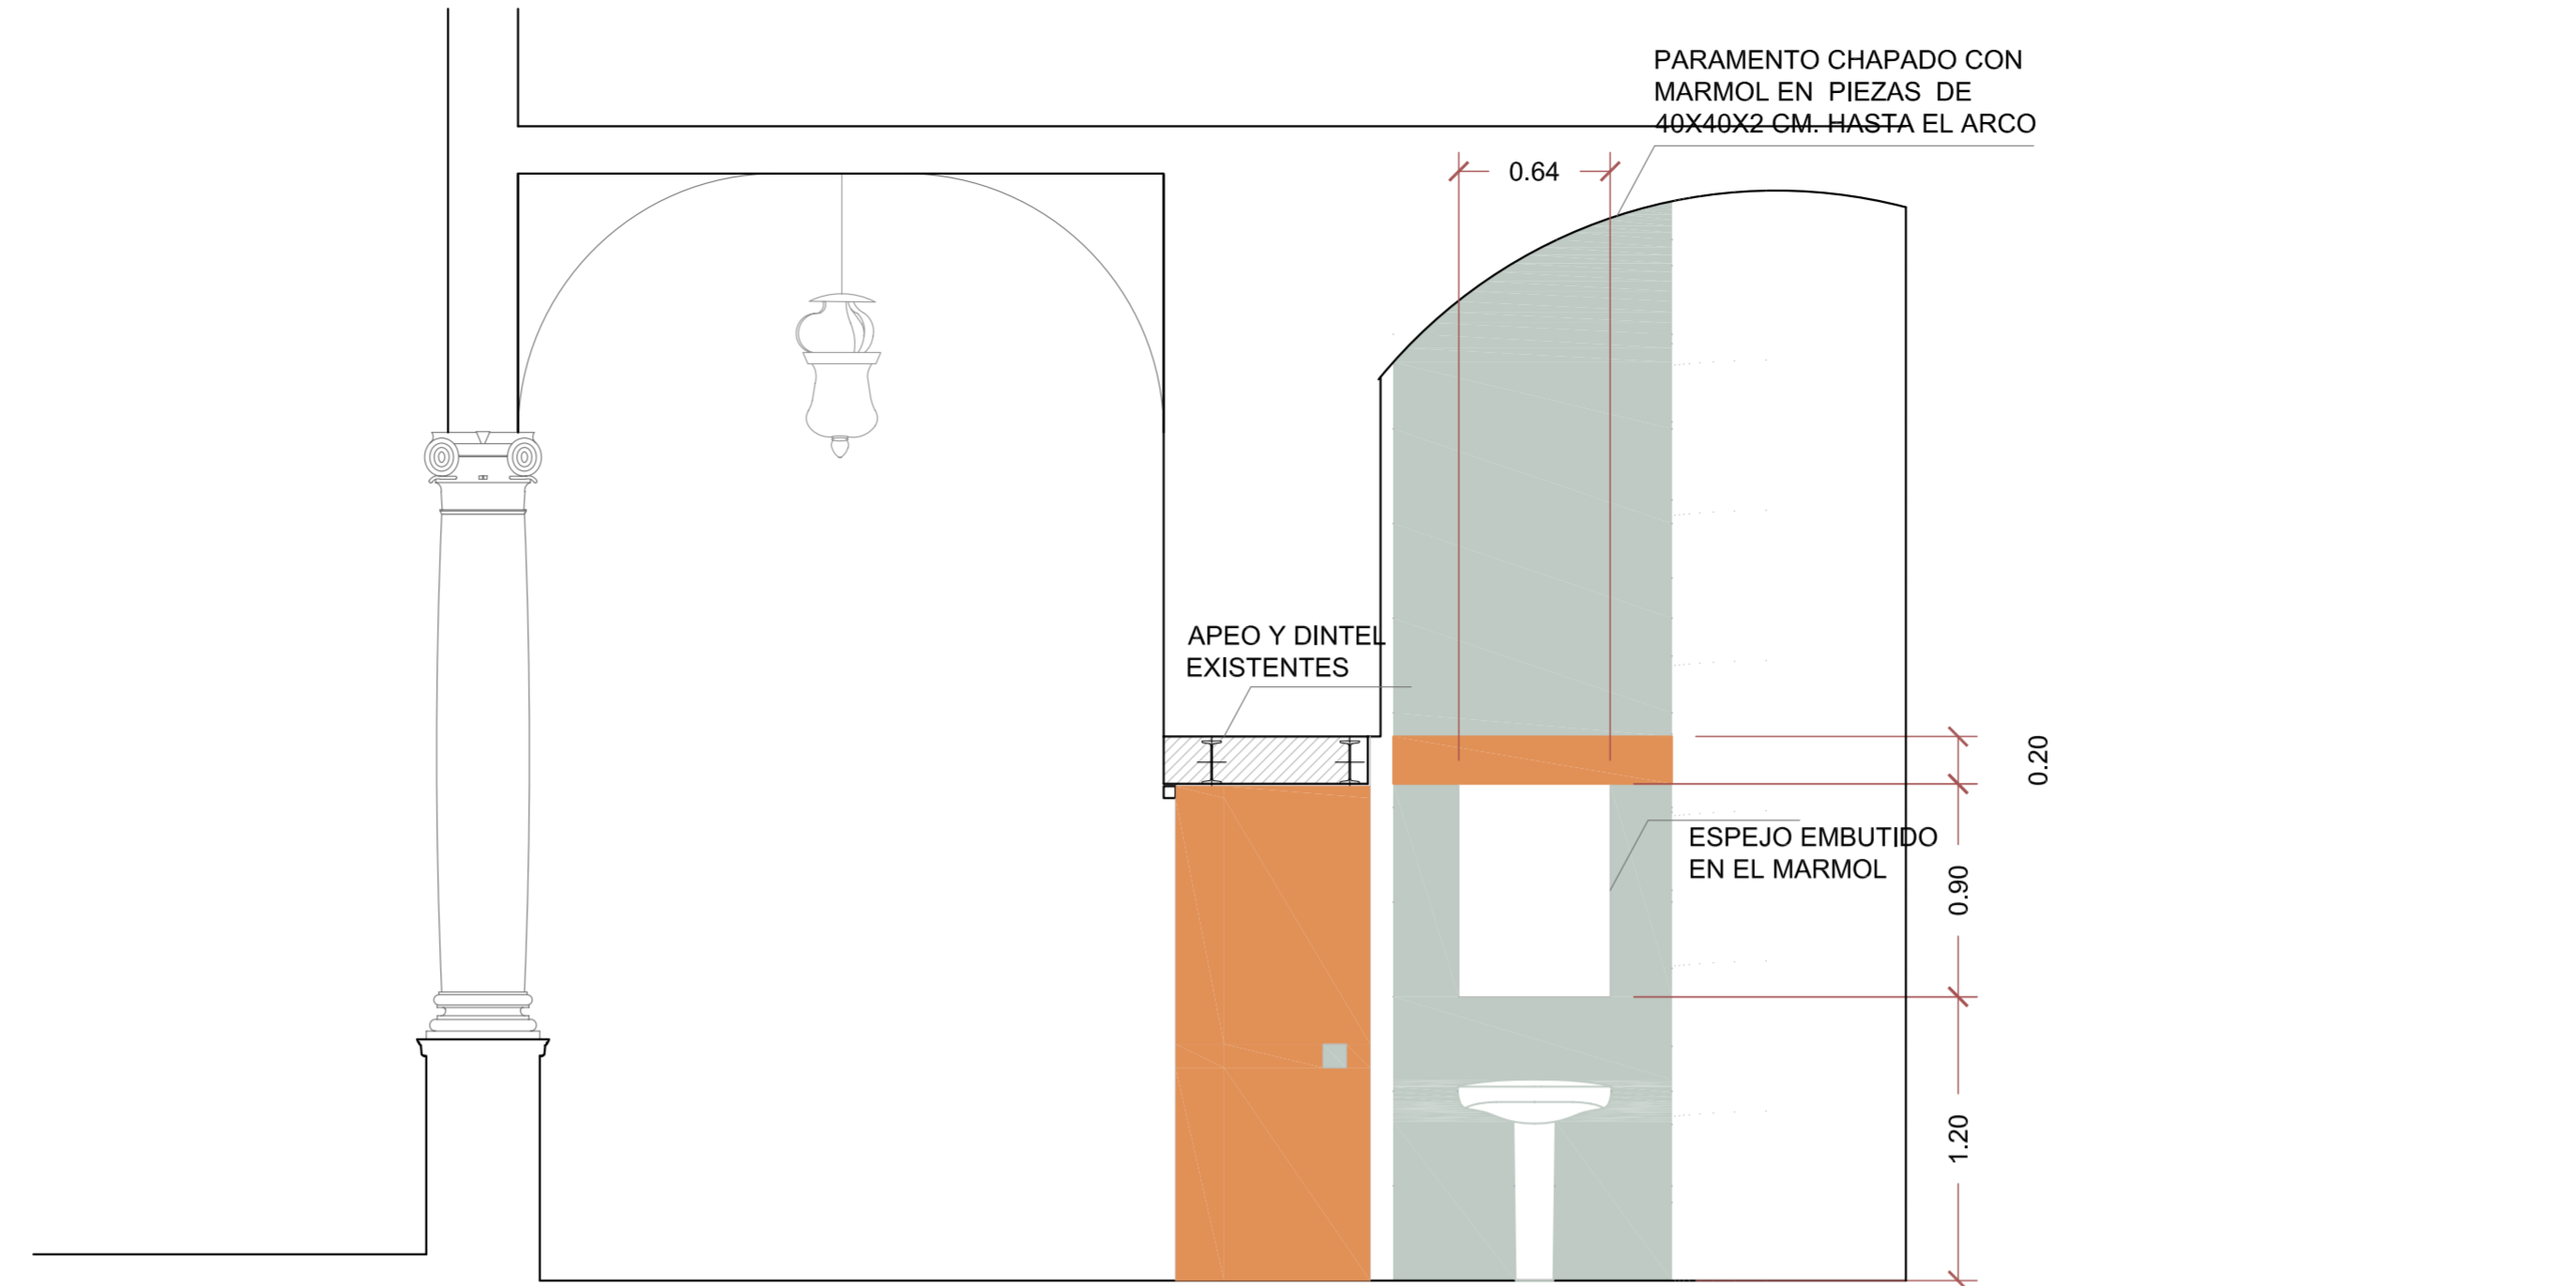 PARAMENTO CHAPADO CON
MARMOL EN PIEZAS DE
40X40X2 CM. HASTA EL ARCO
0.64
APEO Y DINTEL
EXISTENTES
0.20
ESPEJO EMBUTIDO
EN EL MARMOL
0.90
1.20